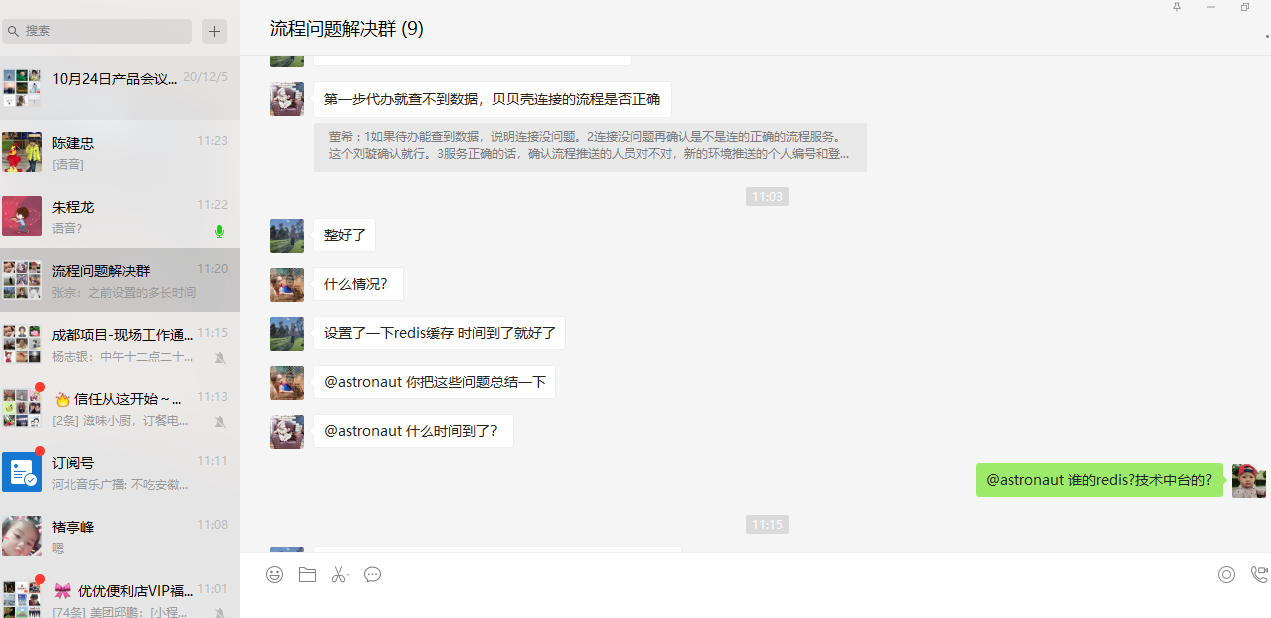 搜索
10月24日产品会议... 20/12/5
陈建忠 11:23
[语音]
朱程龙 11:22
语音?
流程问题解决群 11:20
张宗：之前设置的多长时间
成都项目-现场工作通... 11:15
杨志银：中午十二点二十...
信任从这开始～... 11:13
[2条] 滋味小厨，订餐电...
订阅号 11:11
河北音乐广播: 不吃安徽...
褚亭峰 11:08
嗯
优优便利店VIP福... 11:01
[74条] 美团邱鹏：[小程...
流程问题解决群 (9)
第一步代办就查不到数据，贝贝壳连接的流程是否正确
董希：1如果待办能查到数据，说明连接没问题。2连接没问题再确认是不是连的正确的流程服务。
这个刘璇确认就行。3服务正确的话，确认流程推送的人员对不对，新的环境推送的个人编号和登...
11:03
整好了
什么情况?
设置了一下redis缓存 时间到了就好了
@astronaut 你把这些问题总结一下
@astronaut 什么时间到了?
@astronaut 谁的redis?技术中台的?
11:15